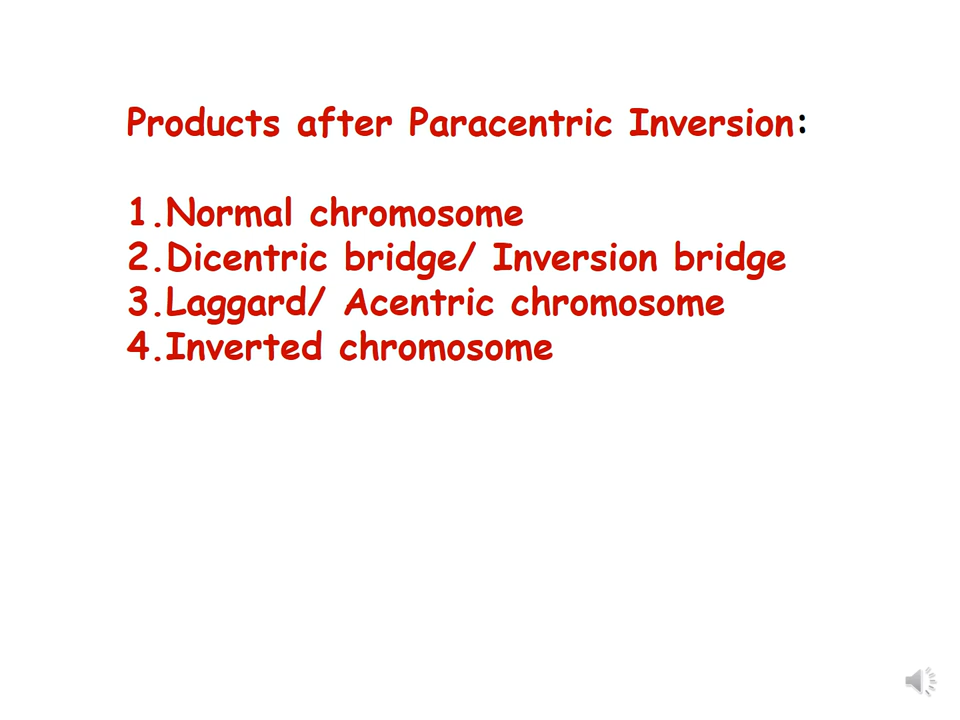 Products after Paracentric Inversion:
1.Normal chromosome
2.Dicentric bridge/ Inversion bridge
3.Laggard/ Acentric chromosome
4.Inverted chromosome